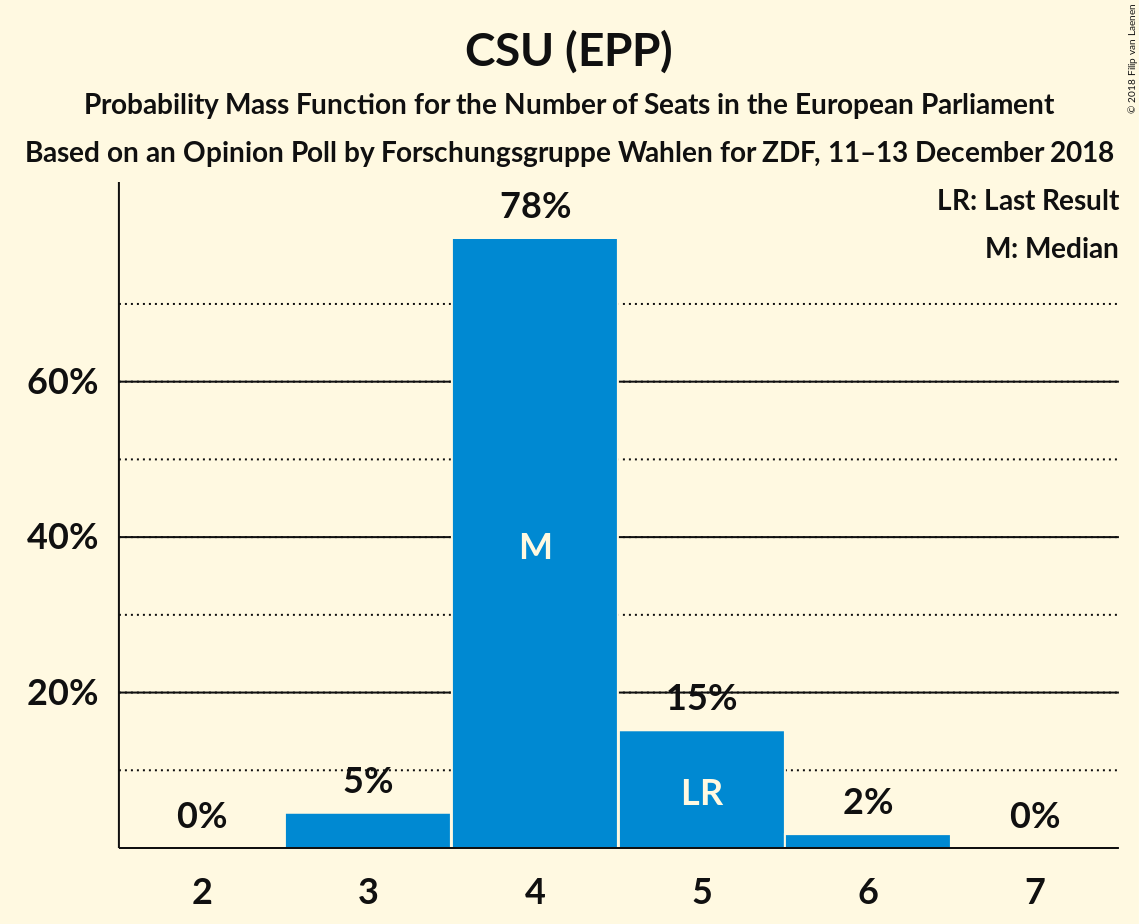 CSU (EPP)
Probability Mass Function for the Number of Seats in the European Parliament
Based on an Opinion Poll by Forschungsgruppe Wahlen for ZDF, 11–13 December 2018
© 2018 Filip van Laenen
LR: Last Result
M: Median
78%
60%
40%
20%
M
15%
LR
0%
5%
2%
0%
2 3 4 5 6 7